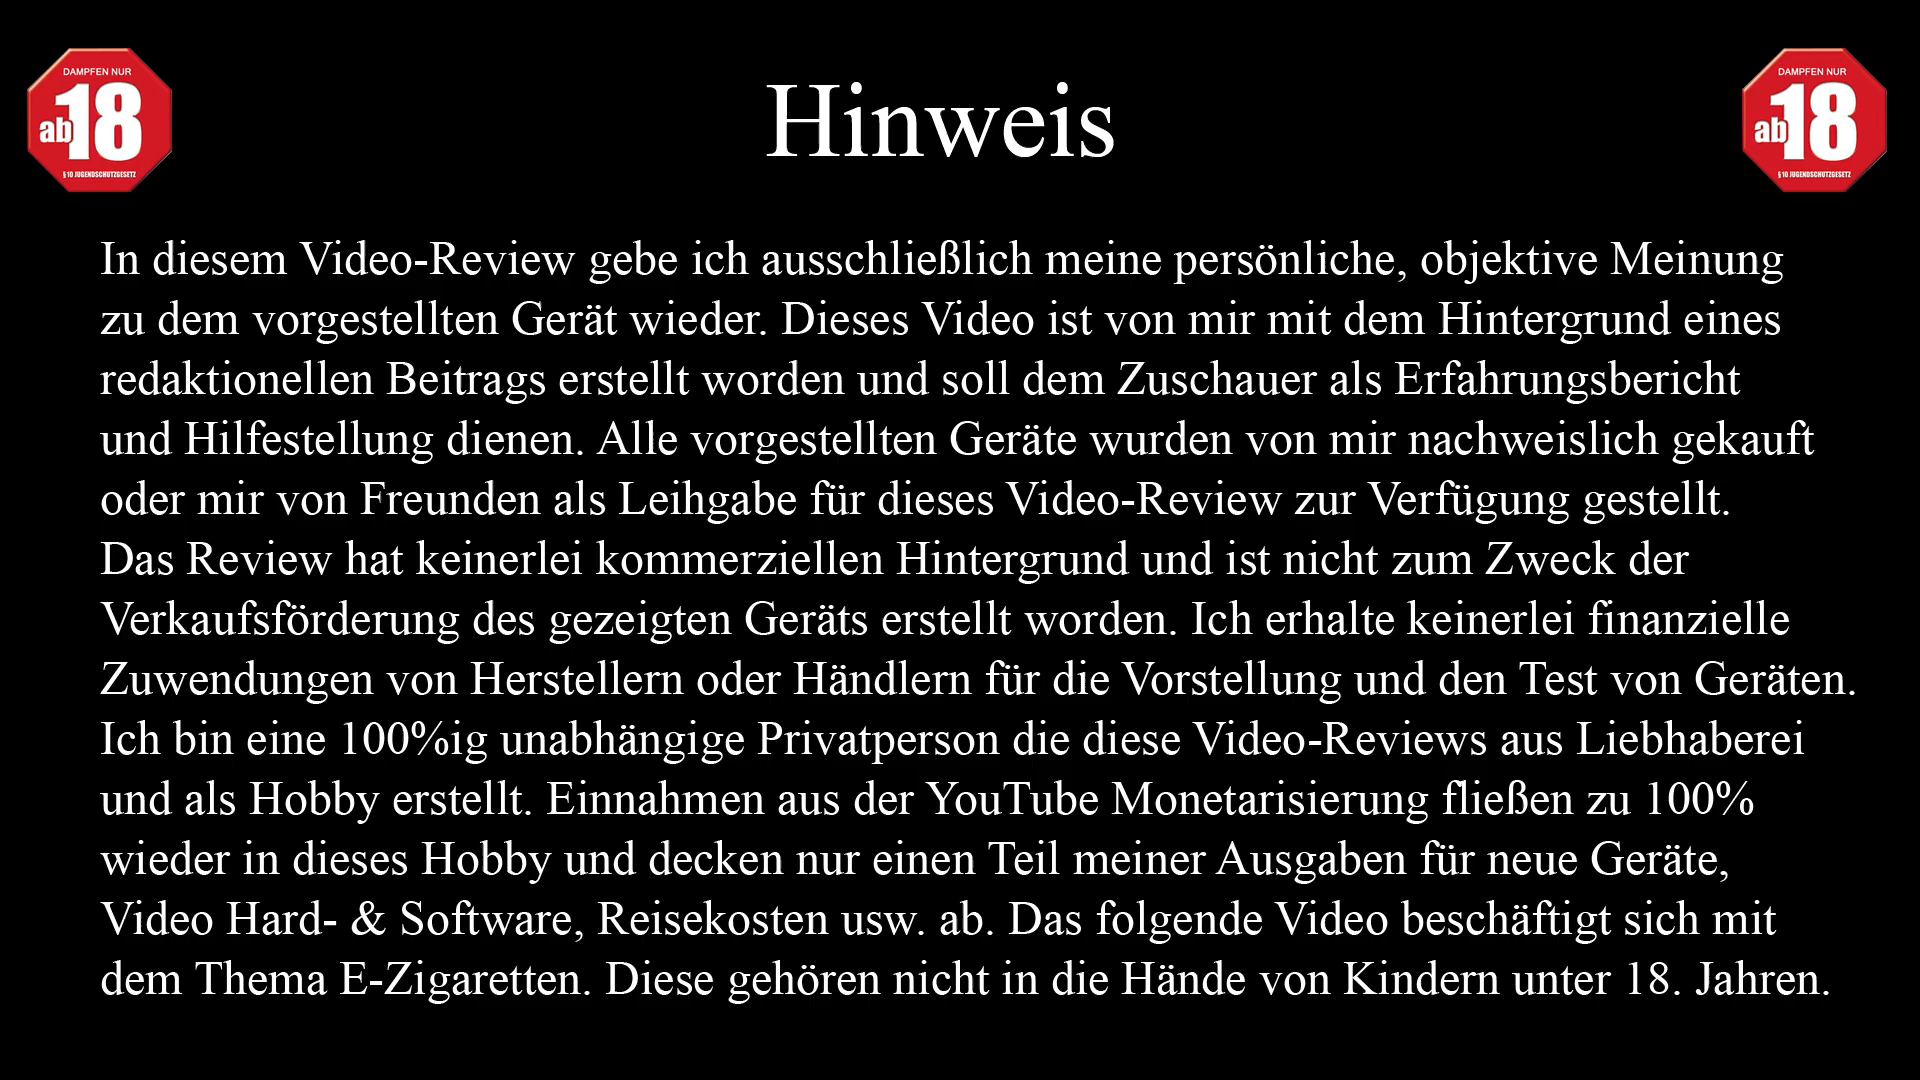 DAMPFEN NUR
ab 18
§ 10 JUGENDSCHUTZGESETZ
Hinweis
DAMPFEN NUR
ab 18
§ 10 JUGENDSCHUTZGESETZ
In diesem Video-Review gebe ich ausschließlich meine persönliche, objektive Meinung
zu dem vorgestellten Gerät wieder. Dieses Video ist von mir mit dem Hintergrund eines
redaktionellen Beitrags erstellt worden und soll dem Zuschauer als Erfahrungsbericht
und Hilfestellung dienen. Alle vorgestellten Geräte wurden von mir nachweislich gekauft
oder mir von Freunden als Leihgabe für dieses Video-Review zur Verfügung gestellt.
Das Review hat keinerlei kommerziellen Hintergrund und ist nicht zum Zweck der
Verkaufsförderung des gezeigten Geräts erstellt worden. Ich erhalte keinerlei finanzielle
Zuwendungen von Herstellern oder Händlern für die Vorstellung und den Test von Geräten.
Ich bin eine 100%ig unabhängige Privatperson die diese Video-Reviews aus Liebhaberei
und als Hobby erstellt. Einnahmen aus der YouTube Monetarisierung fließen zu 100%
wieder in dieses Hobby und decken nur einen Teil meiner Ausgaben für neue Geräte,
Video Hard- & Software, Reisekosten usw. ab. Das folgende Video beschäftigt sich mit
dem Thema E-Zigaretten. Diese gehören nicht in die Hände von Kindern unter 18. Jahren.